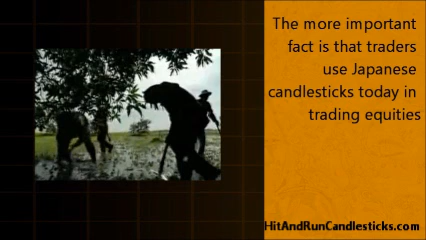 The more important
fact is that traders
use Japanese
candlesticks today in
trading equities
HitAndRunCandlesticks.com